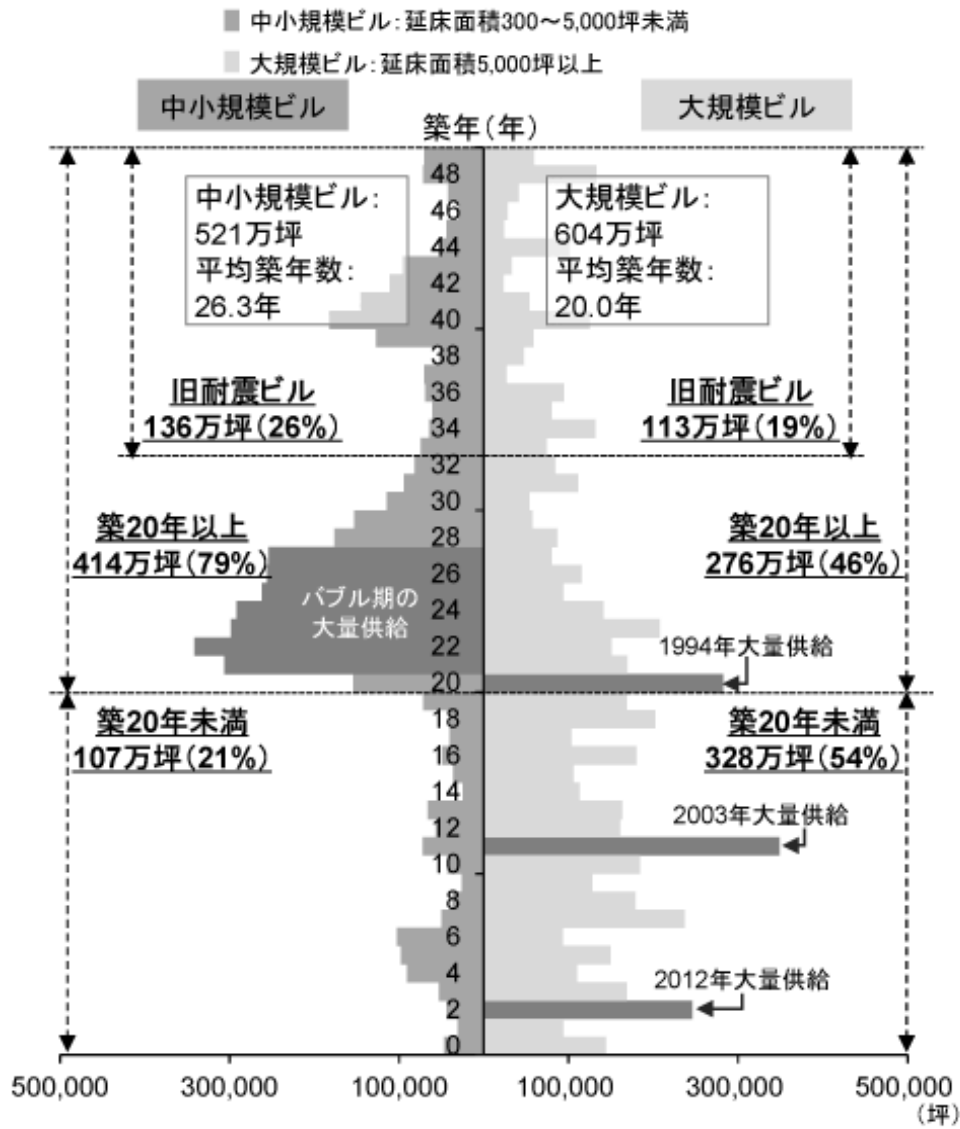 中小規模ビル：延床面積300～5,000坪未満
大規模ビル：延床面積5,000坪以上
中小規模ビル
大規模ビル
築年（年）
中小規模ビル：
521万坪
平均築年数：
26.3年
大規模ビル：
604万坪
平均築年数：
20.0年
48
46
44
42
40
38
36
34
32
30
28
26
24
22
20
18
16
14
12
10
8
6
4
2
0
旧耐震ビル
136万坪（26%）
旧耐震ビル
113万坪（19%）
築20年以上
414万坪（79%）
築20年以上
276万坪（46%）
バブル期の
大量供給
1994年大量供給
築20年未満
107万坪（21%）
築20年未満
328万坪（54%）
2003年大量供給
2012年大量供給
500,000
300,000
100,000
100,000
300,000
500,000
（坪）